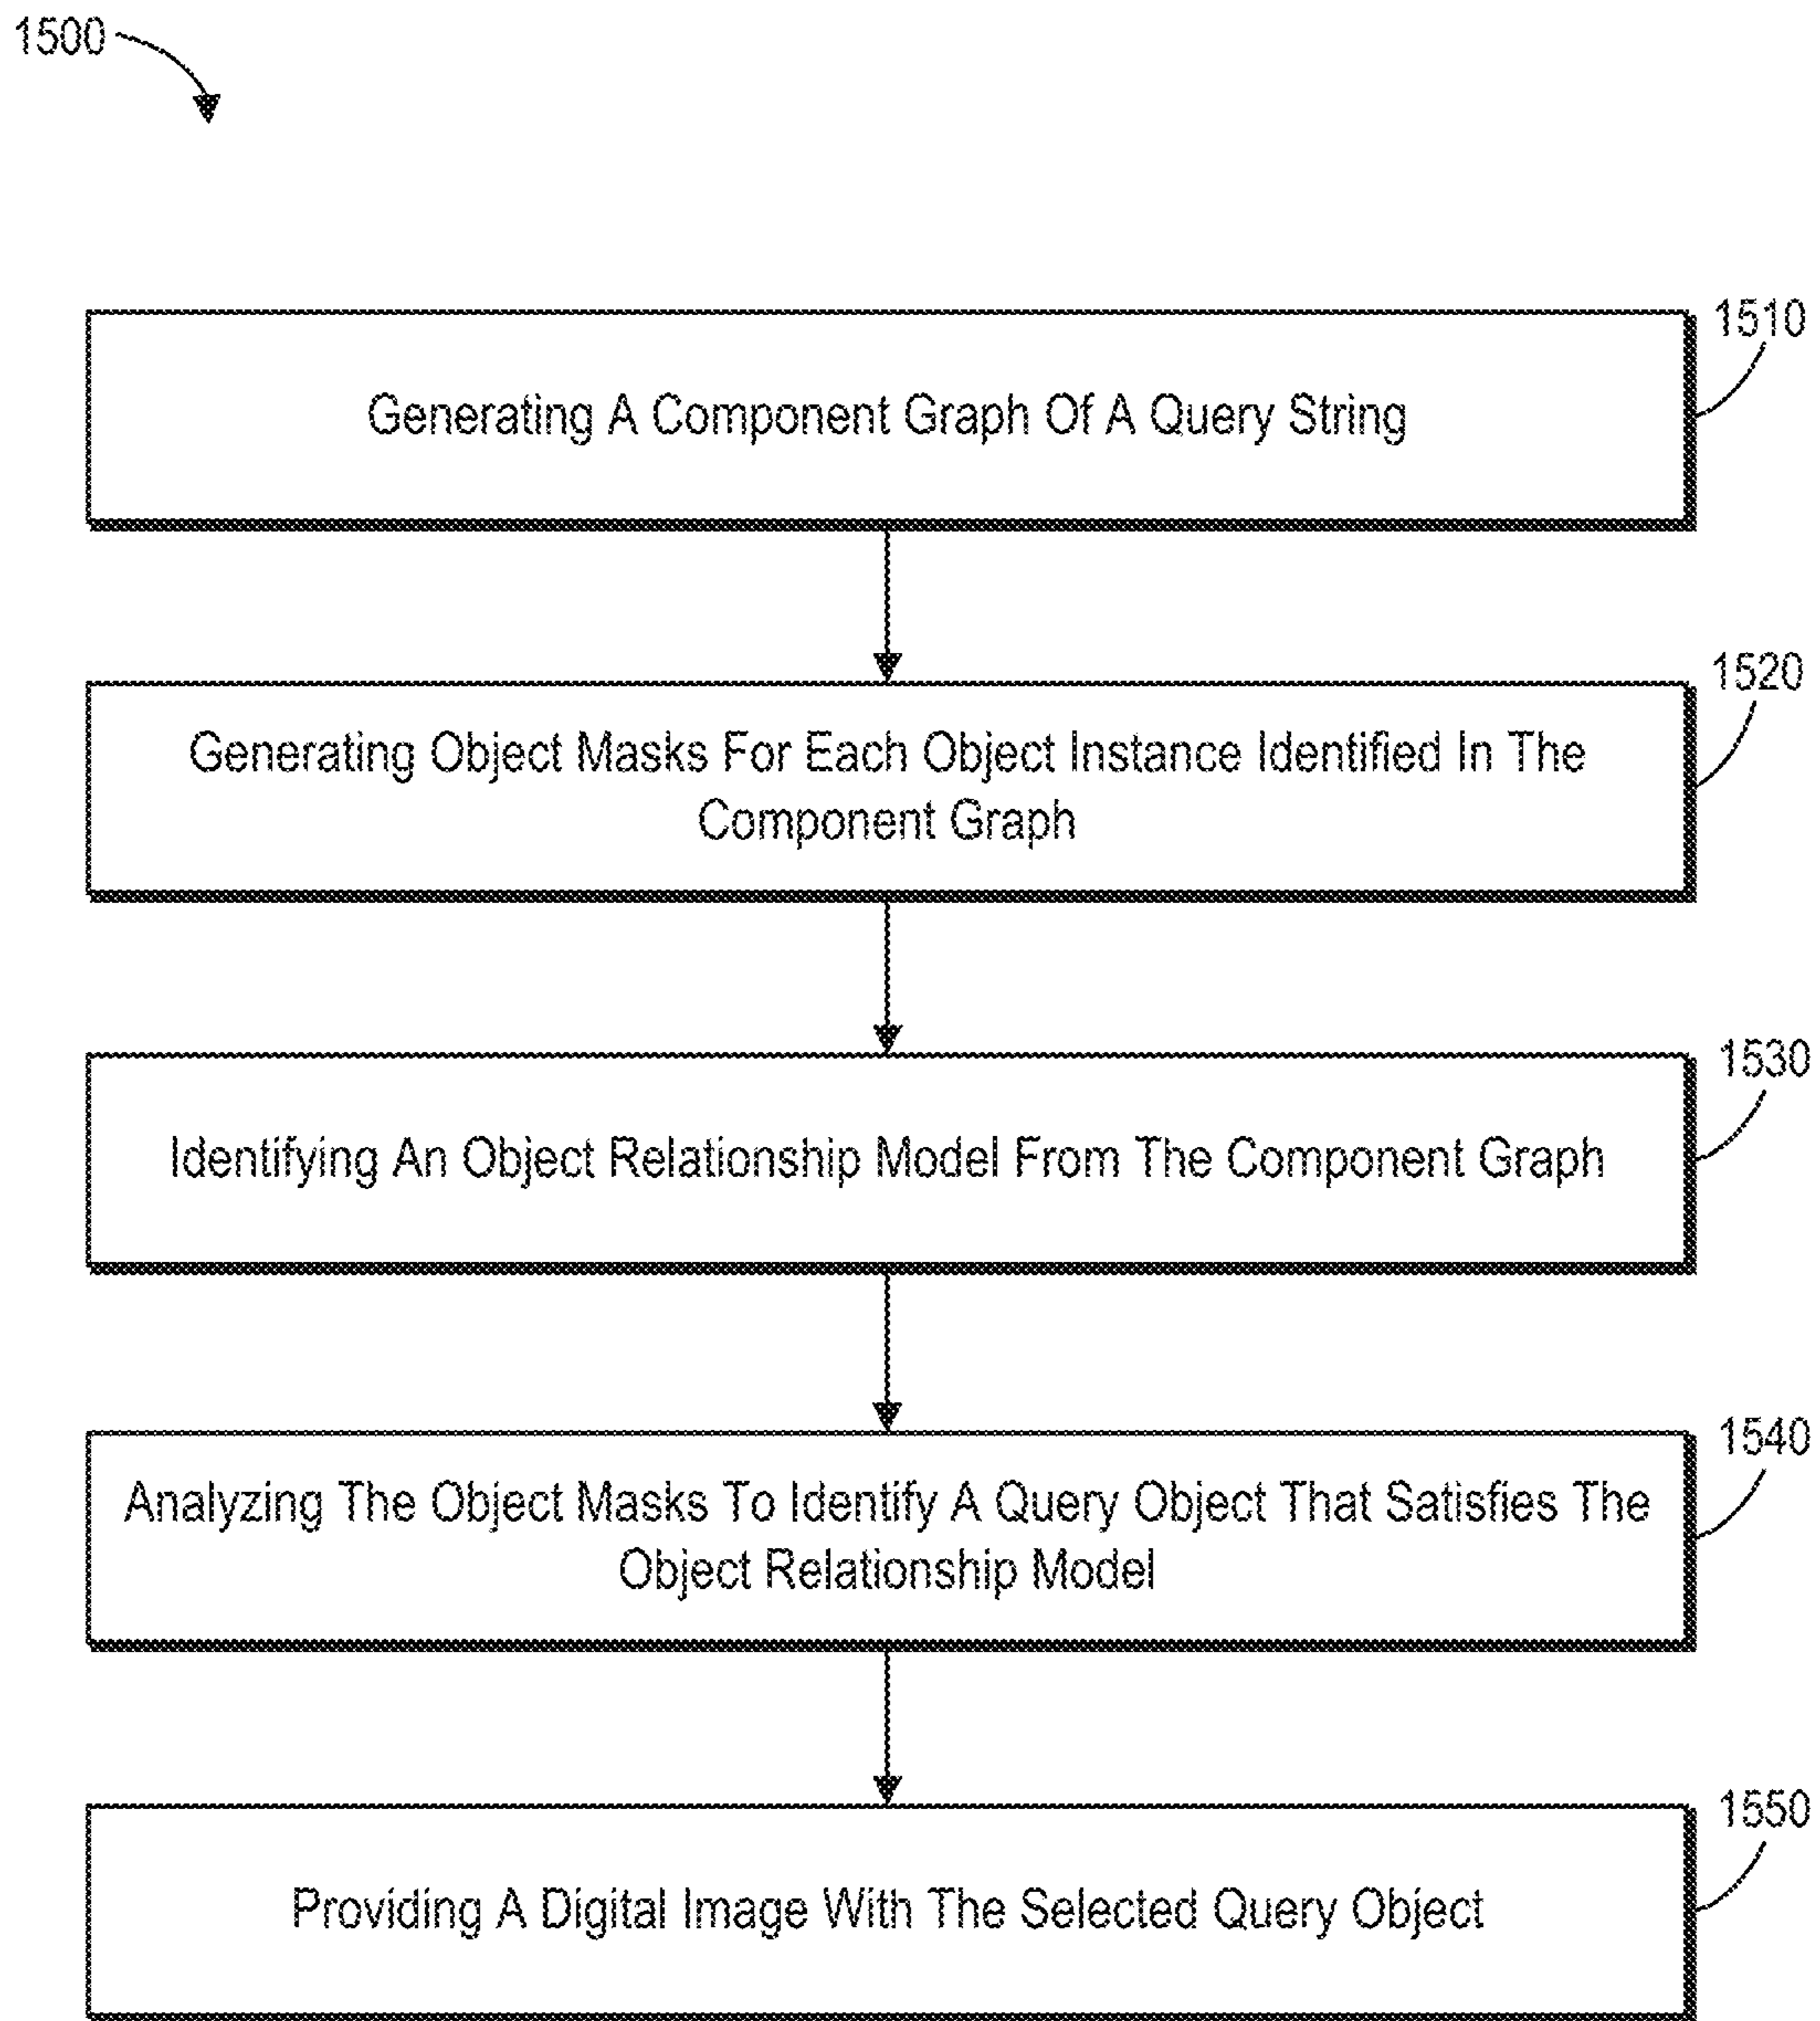 1500
1510
Generating A Component Graph Of A Query String
1520
Generating Object Masks For Each Object Instance Identified In The
Component Graph
1530
Identifying An Object Relationship Model From The Component Graph
1540
Analyzing The Object Masks To Identify A Query Object That Satisfies The
Object Relationship Model
1550
Providing A Digital Image With The Selected Query Object